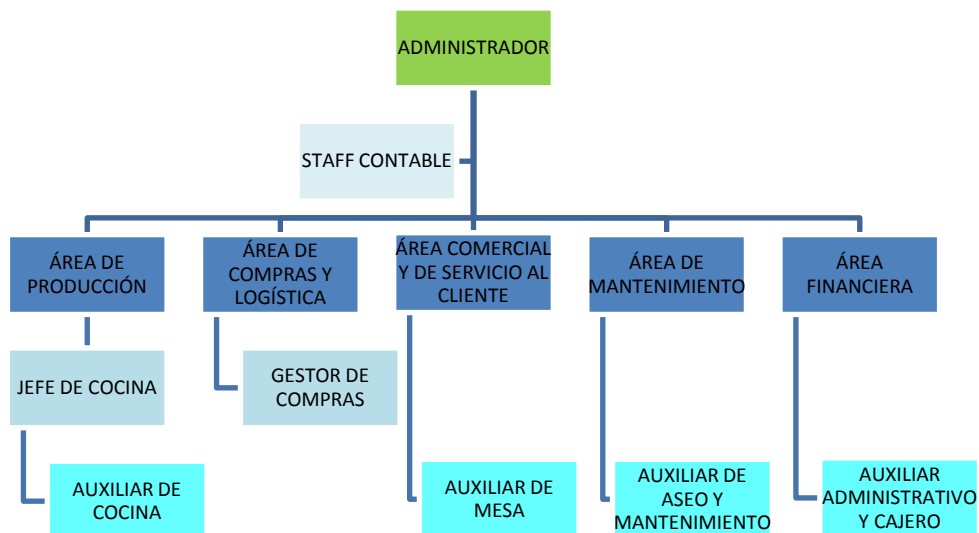 ADMINISTRADOR
STAFF CONTABLE
ÁREA DE
PRODUCCIÓN
ÁREA DE
COMPRAS Y
LOGÍSTICA
ÁREA COMERCIAL
Y DE SERVICIO AL
CLIENTE
ÁREA DE
MANTENIMIENTO
ÁREA
FINANCIERA
JEFE DE COCINA
GESTOR DE
COMPRAS
AUXILIAR DE
COCINA
AUXILIAR DE
MESA
AUXILIAR DE
ASEO Y
MANTENIMIENTO
AUXILIAR
ADMINISTRATIVO
Y CAJERO